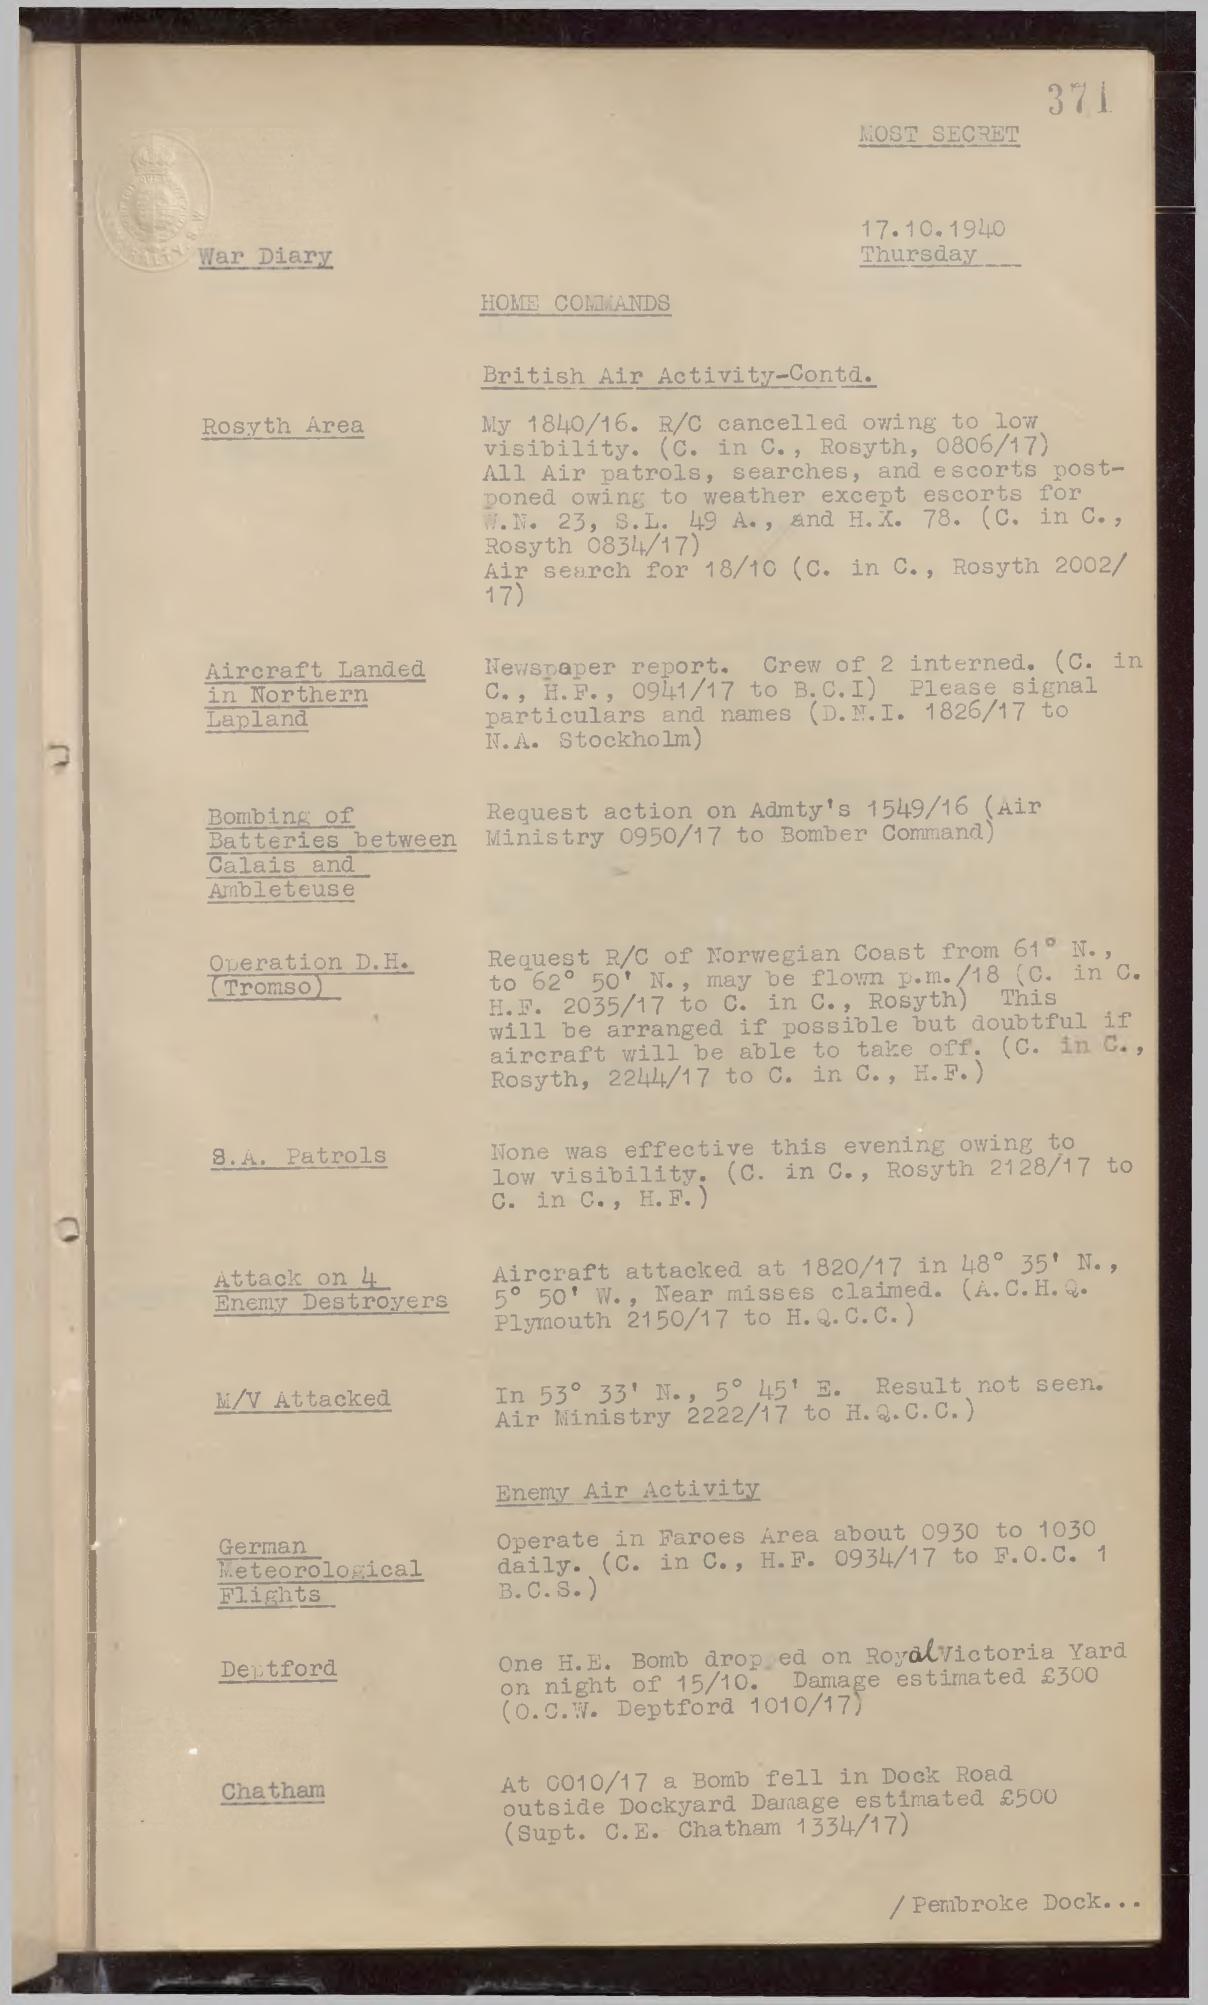 371
MOST SECRET
17.10.1940
War Diary
Thursday
HOME COMMANDS
British Air Activity-Contd.
Rosyth Area
My 1840/16. R/C cancelled owing to low
visibility. (C. in C., Rosyth, 0806/17)
All Air patrols, searches, and escorts post-
poned owing to weather except escorts for
W.N. 23, S.L. 49 A., and H.X. 78. (C. in C.,
Rosyth 0834/17)
Air search for 18/10 (C. in C., Rosyth 2002/
17)
Aircraft Landed
in Northern
Lapland
Newspaper report. Crew of 2 interned. (C. in
C., H.F., 0941/17 to B.C.I) Please signal
particulars and names (D.N.I. 1826/17 to
N.A. Stockholm)
Bombing of
Batteries between
Calais and
Ambleteuse
Request action on Admty's 1549/16 (Air
Ministry 0950/17 to Bomber Command)
Operation D.H.
(Tromso)
Request R/C of Norwegian Coast from 61° N.,
to 62° 50' N., may be flown p.m./18 (C. in C.
H.F. 2035/17 to C. in C., Rosyth) This
will be arranged if possible but doubtful if
aircraft will be able to take off. (C. in C.,
Rosyth, 2244/17 to C. in C., H.F.)
S.A. Patrols
None was effective this evening owing to
low visibility. (C. in C., Rosyth 2128/17 to
C. in C., H.F.)
Attack on 4
Enemy Destroyers
Aircraft attacked at 1820/17 in 48° 35' N.,
5° 50' W., Near misses claimed. (A.C.H.Q.
Plymouth 2150/17 to H.Q.C.C.)
M/V Attacked
In 53° 33' N., 5° 45' E. Result not seen.
Air Ministry 2222/17 to H.Q.C.C.)
Enemy Air Activity
German
Meteorological
Flights
Operate in Faroes Area about 0930 to 1030
daily. (C. in C., H.F. 0934/17 to F.O.C. 1
B.C.S.)
Deptford
One H.E. Bomb dropped on Royal Victoria Yard
on night of 15/10. Damage estimated £300
(O.C.W. Deptford 1010/17)
Chatham
At 0010/17 a Bomb fell in Dock Road
outside Dockyard Damage estimated £500
(Supt. C.E. Chatham 1334/17)
/Pembroke Dock...